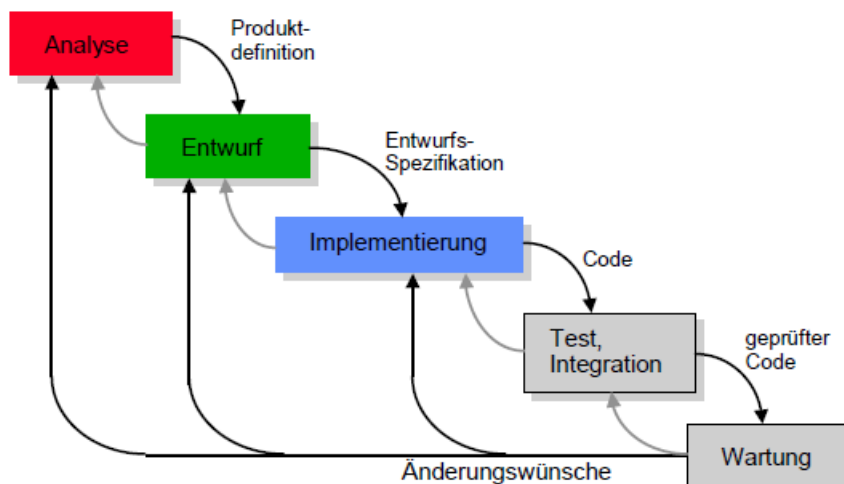 Analyse
Produkt-
definition
Entwurf
Entwurfs-
Spezifikation
Implementierung
Code
Test,
Integration
geprüfter
Code
Wartung
Änderungswünsche